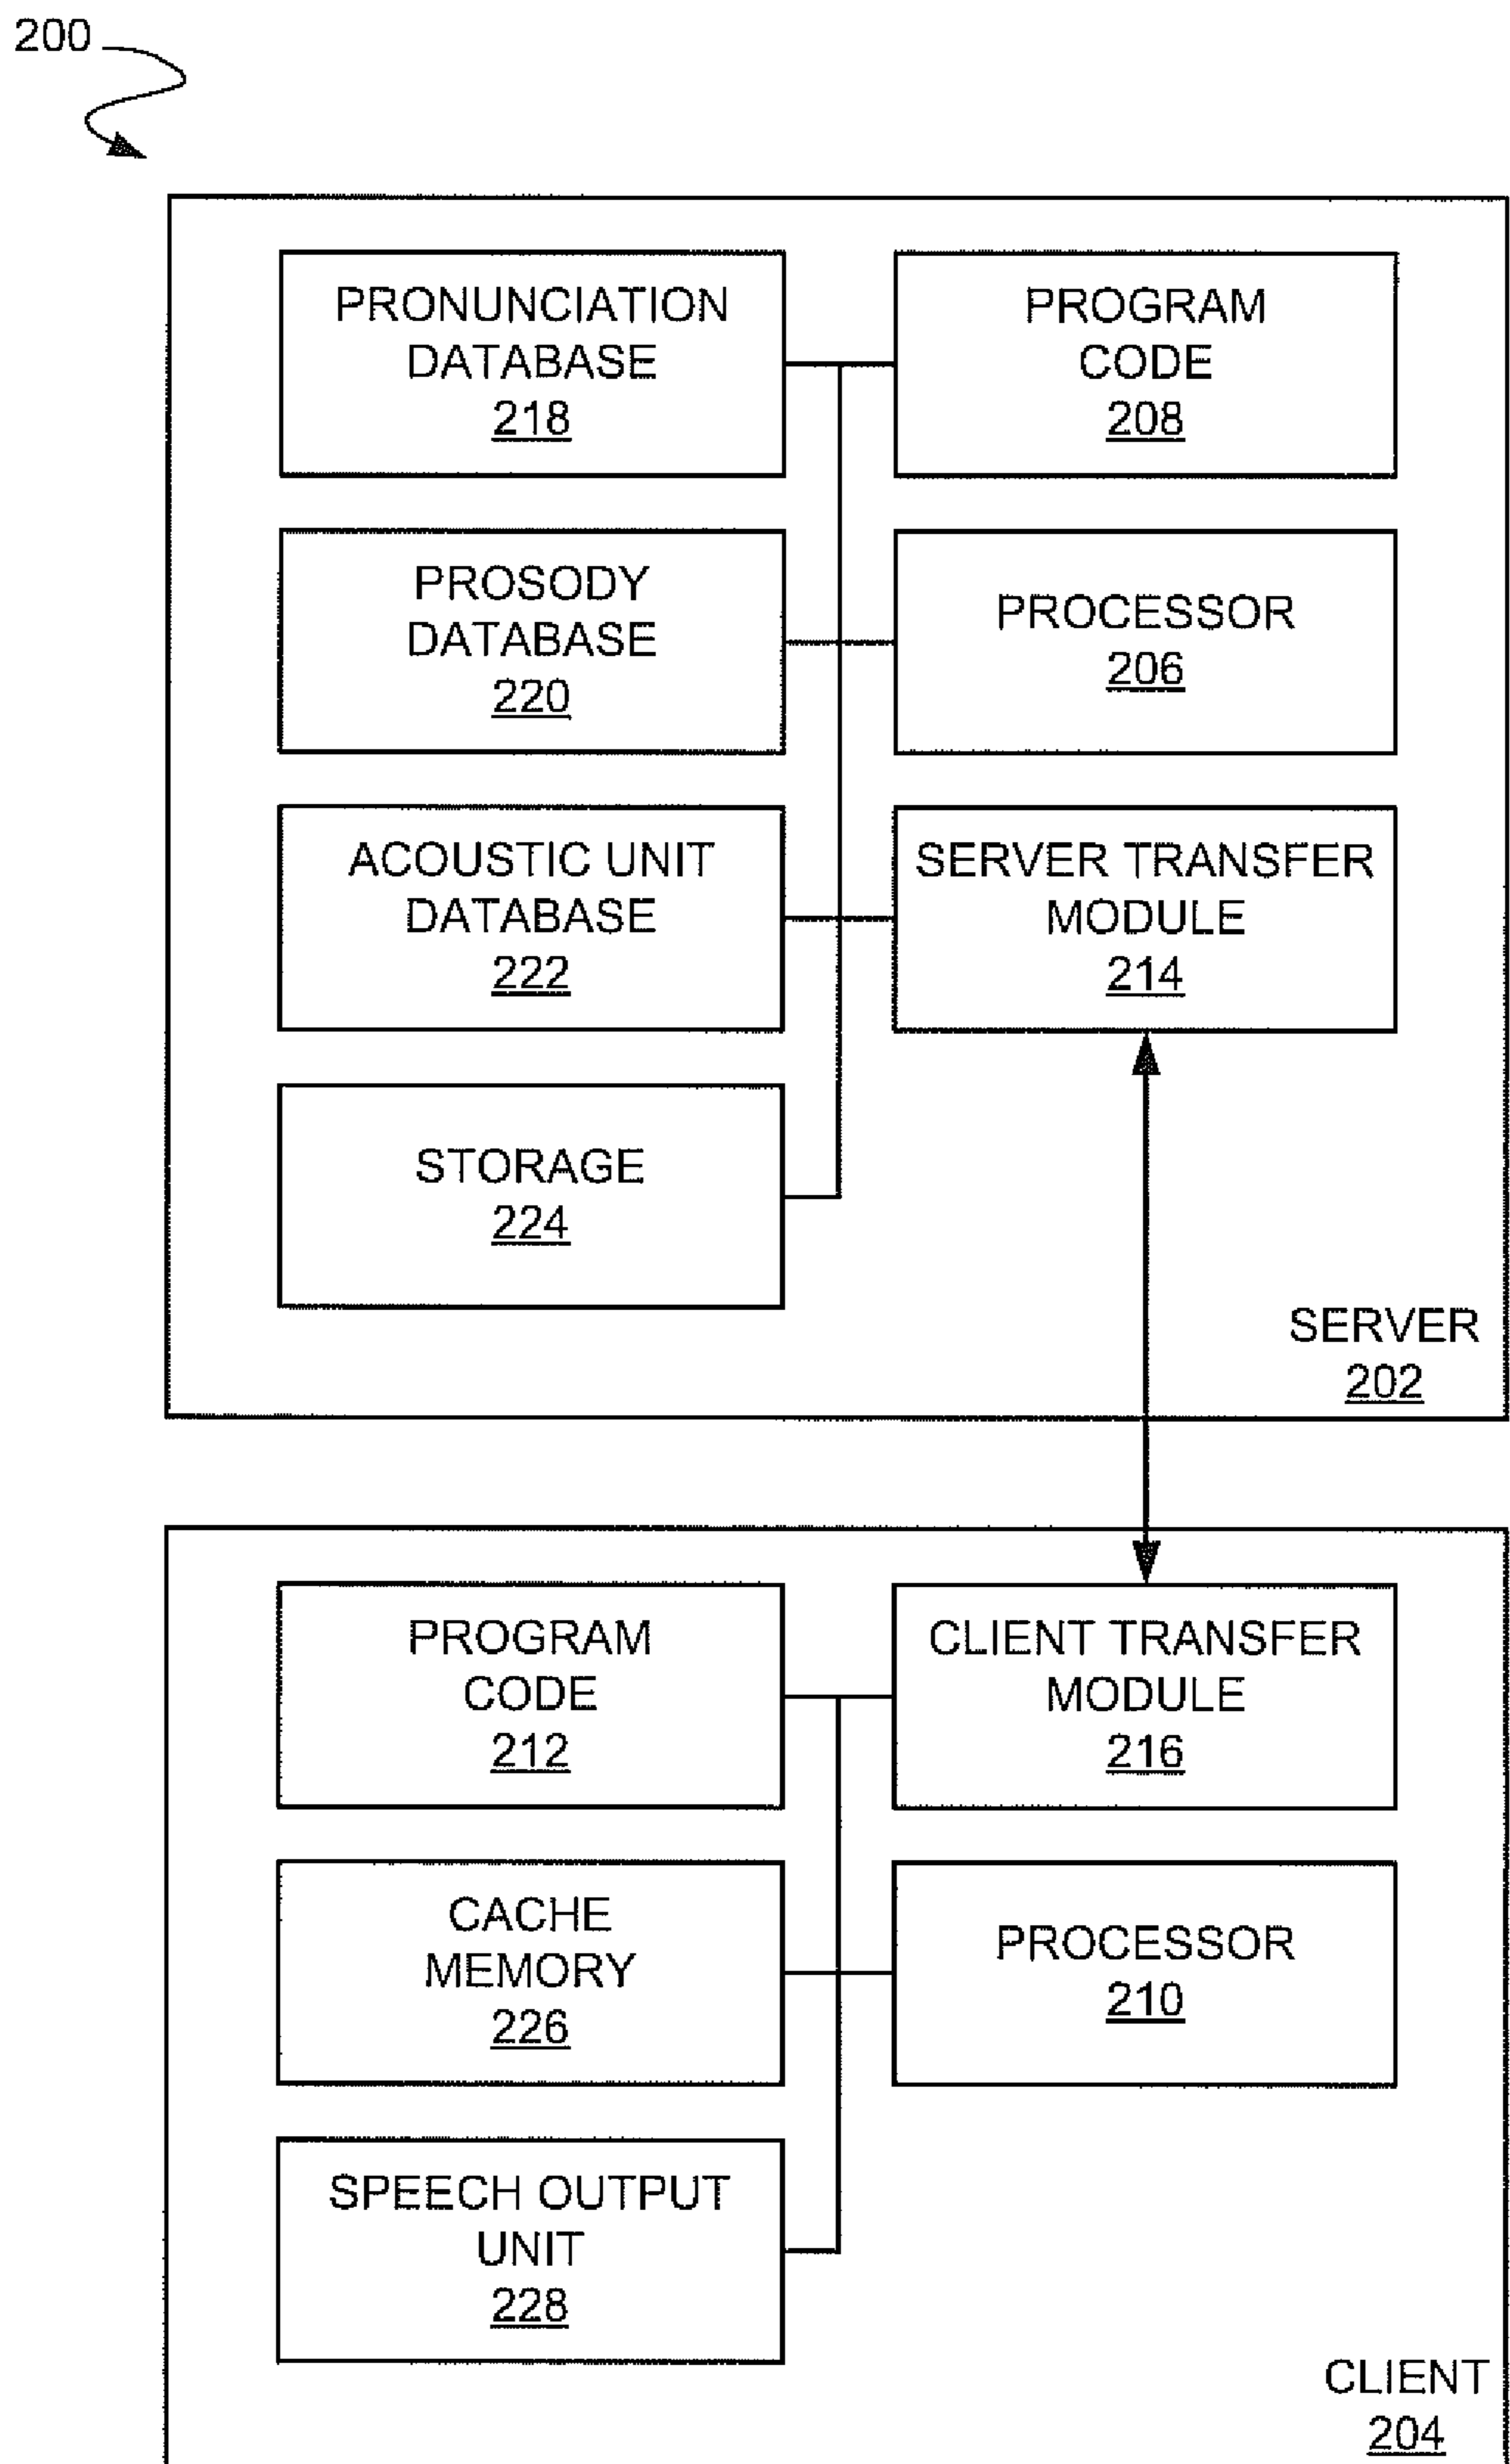 200
PRONUNCIATION
DATABASE
218
PROGRAM
CODE
208
PROSODY
DATABASE
220
PROCESSOR
206
ACOUSTIC UNIT
DATABASE
222
SERVER TRANSFER
MODULE
214
STORAGE
224
SERVER
202
PROGRAM
CODE
212
CLIENT TRANSFER
MODULE
216
CACHE
MEMORY
226
PROCESSOR
210
SPEECH OUTPUT
UNIT
228
CLIENT
204